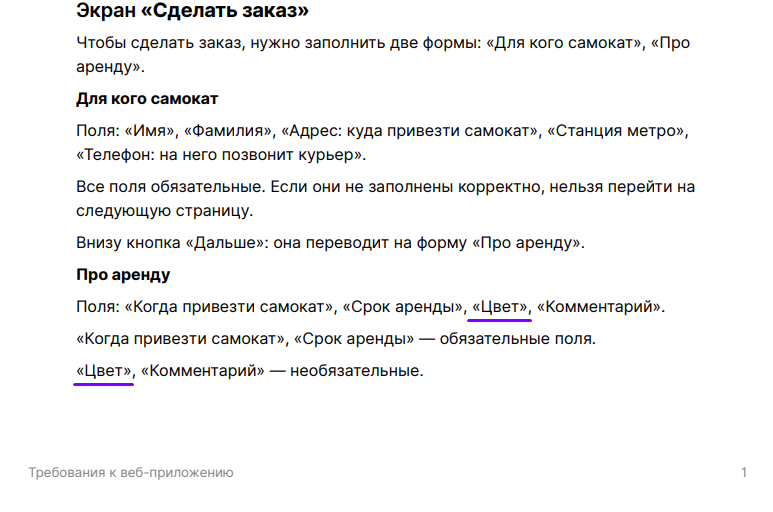 Экран «Сделать заказ»
Чтобы сделать заказ, нужно заполнить две формы: «Для кого самокат», «Про
аренду».
Для кого самокат
Поля: «Имя», «Фамилия», «Адрес: куда привезти самокат», «Станция метро»,
«Телефон: на него позвонит курьер».
Все поля обязательные. Если они не заполнены корректно, нельзя перейти на
следующую страницу.
Внизу кнопка «Дальше»: она переводит на форму «Про аренду».
Про аренду
Поля: «Когда привезти самокат», «Срок аренды», «Цвет», «Комментарий».
«Когда привезти самокат», «Срок аренды» — обязательные поля.
«Цвет», «Комментарий» — необязательные.
Требования к веб-приложению 1